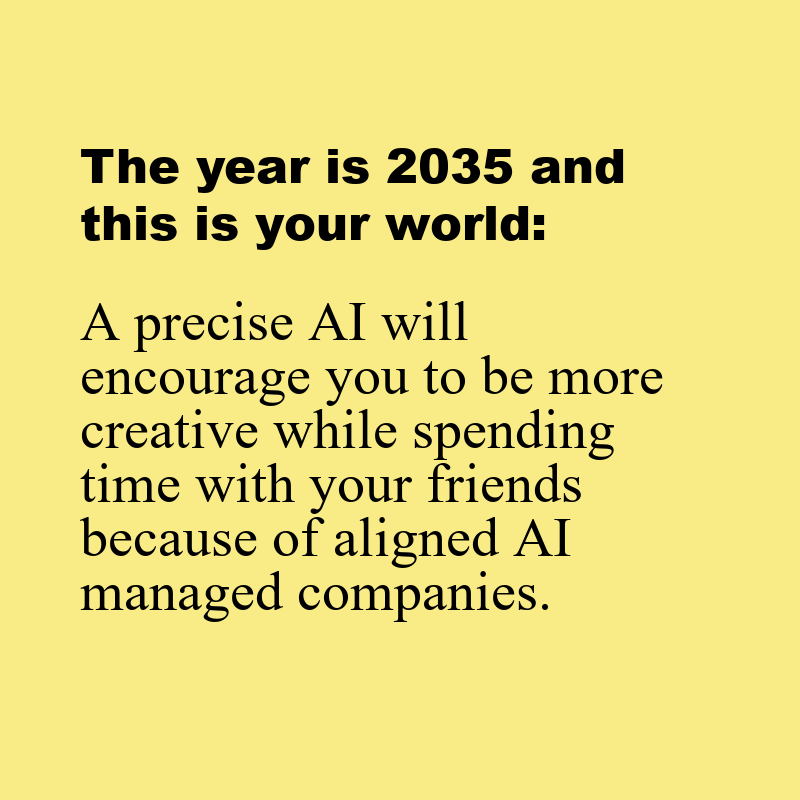 The year is 2035 and
this is your world:
A precise AI will
encourage you to be more
creative while spending
time with your friends
because of aligned AI
managed companies.